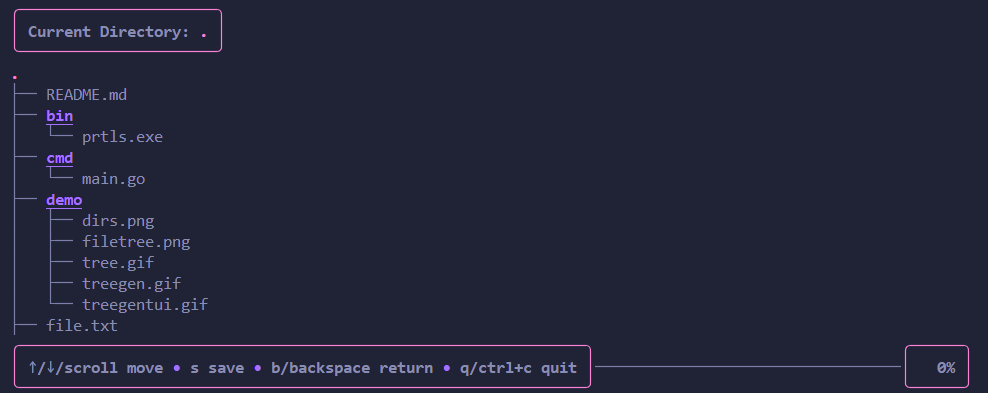 Current Directory: .
.
├── README.md
├── bin
│   └── prtls.exe
├── cmd
│   └── main.go
├── demo
│   ├── dirs.png
│   ├── filetree.png
│   ├── tree.gif
│   ├── treegen.gif
│   └── treegentui.gif
├── file.txt
↑/↓/scroll move • s save • b/backspace return • q/ctrl+c quit 0%